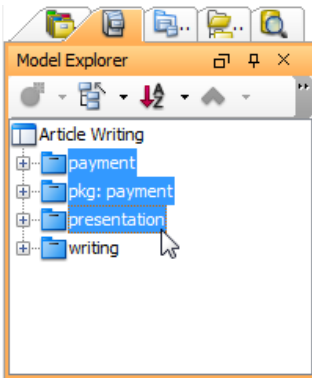 Model Explorer
Article Writing
payment
pkg: payment
presentation
writing